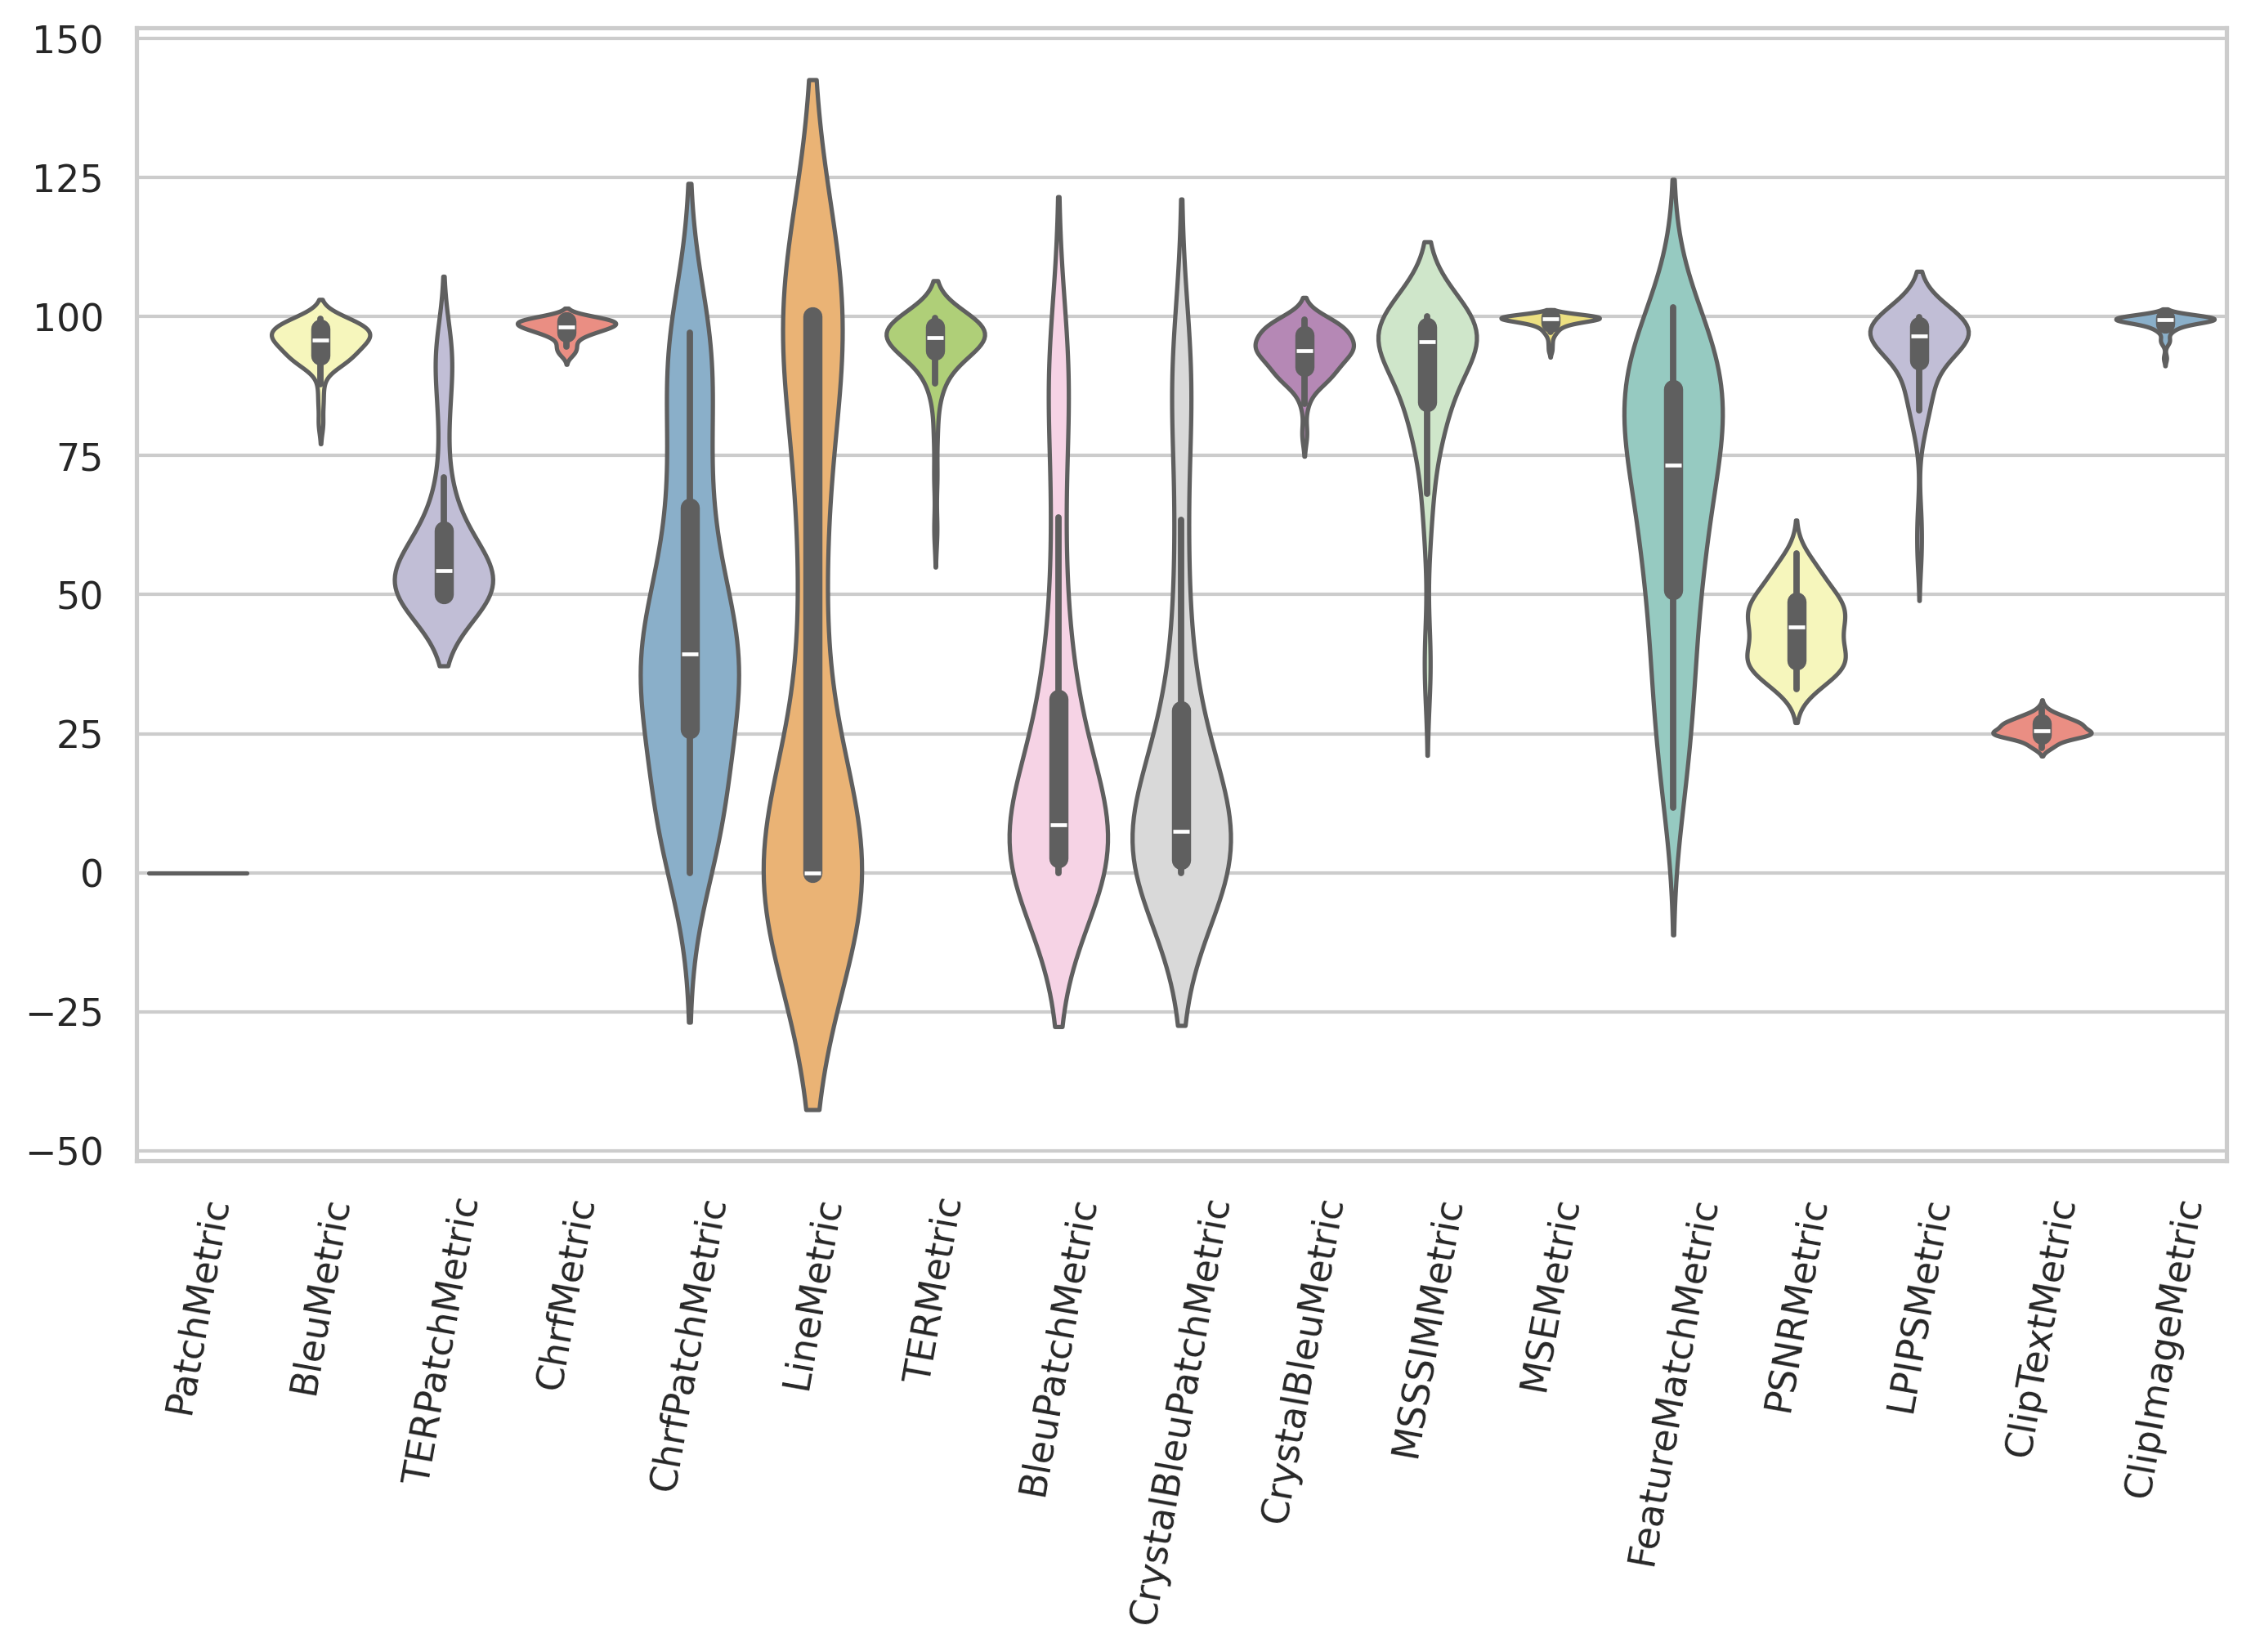 150
125
100
75
50
25
0
−25
−50
PatchMetric
BleuMetric
TERPatchMetric
ChrfMetric
ChrfPatchMetric
LineMetric
TERMetric
BleuPatchMetric
CrystalBleuPatchMetric
CrystalBleuMetric
MSSSIMMetric
MSEMetric
FeatureMatchMetric
PSNRMetric
LPIPSMetric
ClipTextMetric
ClipImageMetric